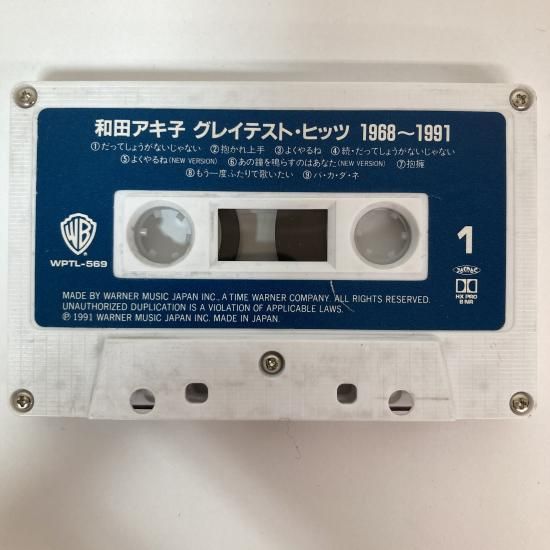 和田アキ子 グレイテスト・ヒッツ 1968〜1991
①だってしょうがないじゃない ②抱かれ上手 ③よくやるね ④続・だってしょうがないじゃない
⑤よくやるね(NEW VERSION) ⑥あの鐘を鳴らすのはあなた ⑦抱擁
⑧もう一度ふたりで歌いたい ⑨バ・カ・ダ・ネ
WB
WPTL-569
1
HX PRO
B NR
MADE BY WARNER MUSIC JAPAN INC., A TIME WARNER COMPANY. ALL RIGHTS RESERVED.
UNAUTHORIZED DUPLICATION IS A VIOLATION OF APPLICABLE LAWS.
Ⓟ 1991 WARNER MUSIC JAPAN INC. MADE IN JAPAN.